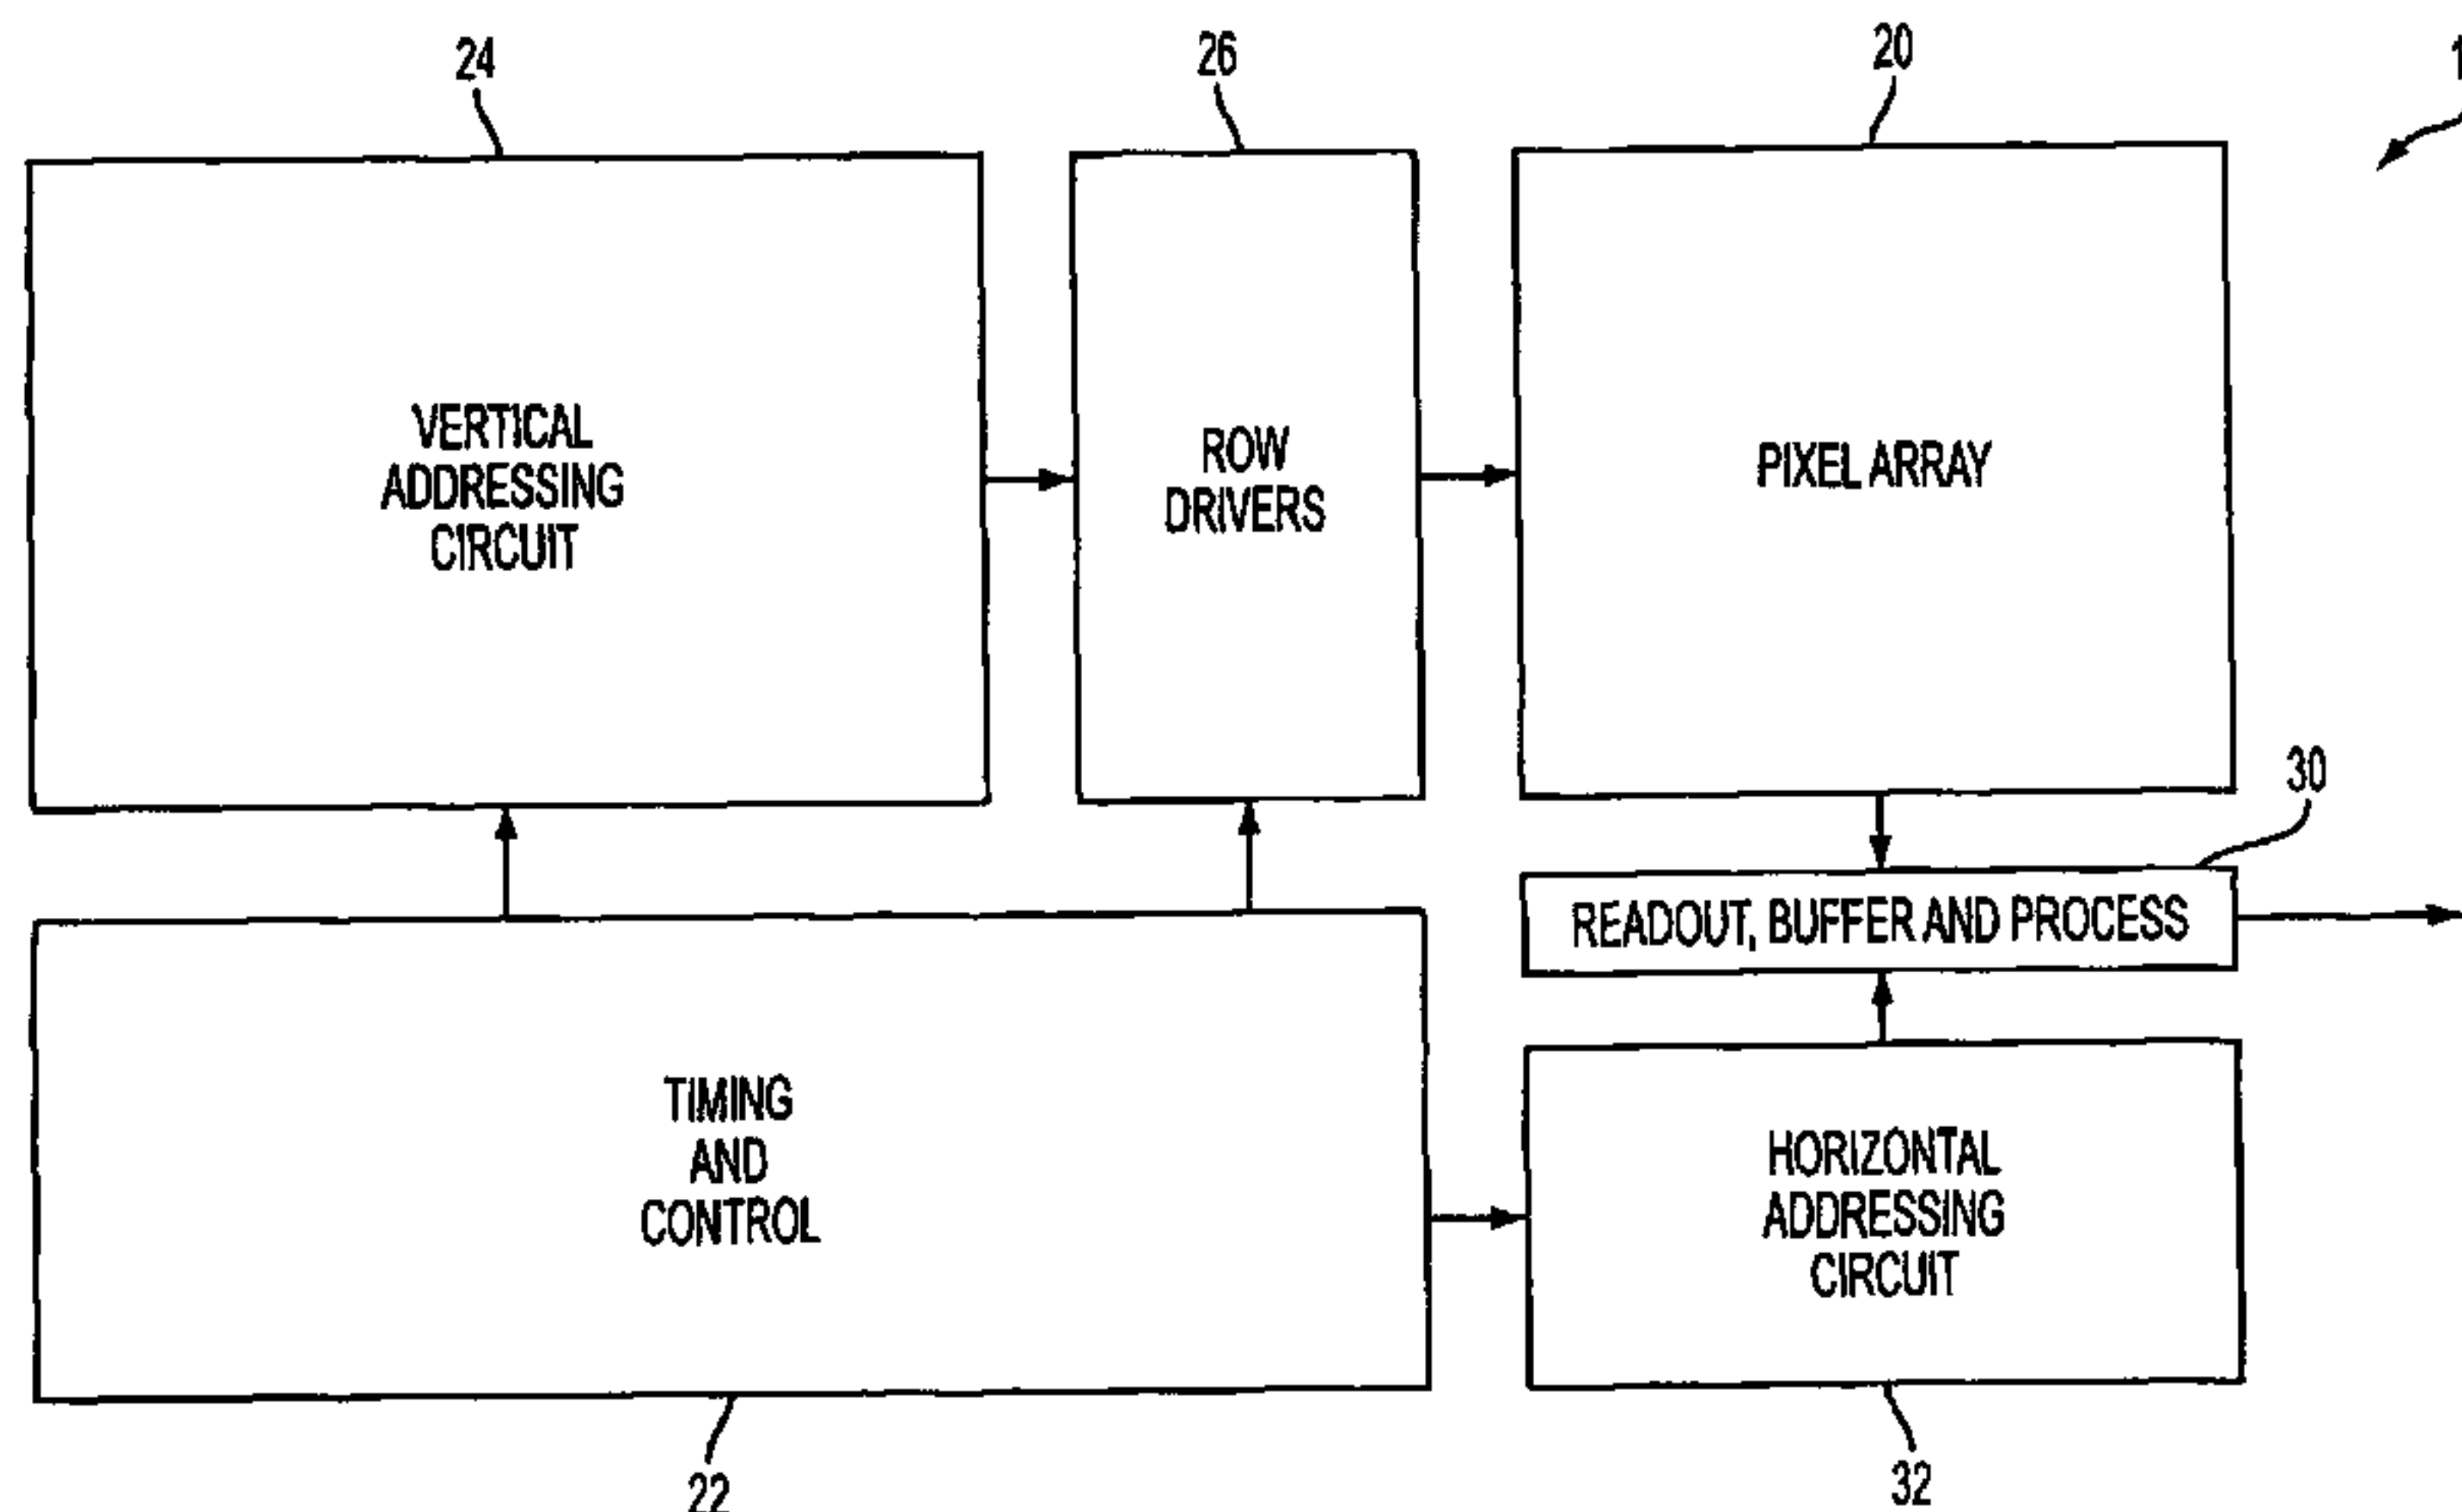 24
26
20
VERTICAL
ADDRESSING
CIRCUIT
ROW
DRIVERS
PIXEL ARRAY
30
READOUT, BUFFER AND PROCESS
TIMING
AND
CONTROL
HORIZONTAL
ADDRESSING
CIRCUIT
22
32